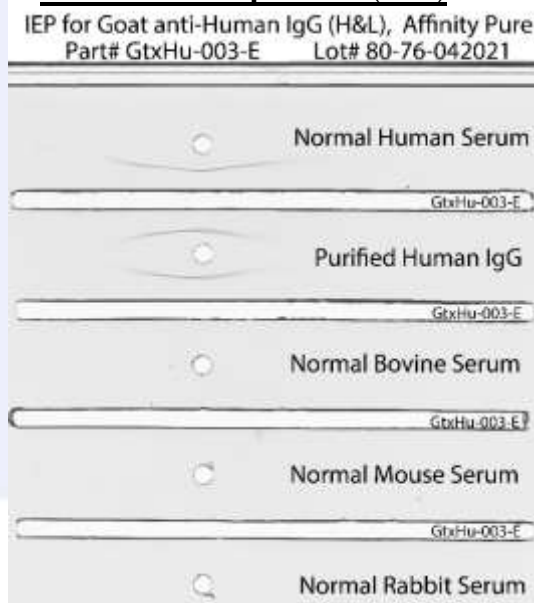 IEP for Goat anti-Human IgG (H&L), Affinity Pure
Part# GtxHu-003-E Lot# 80-76-042021
Normal Human Serum
GtxHu-003-E
Purified Human IgG
GtxHu-003-E
Normal Bovine Serum
GtxHu-003-E
Normal Mouse Serum
GtxHu-003-E
Normal Rabbit Serum